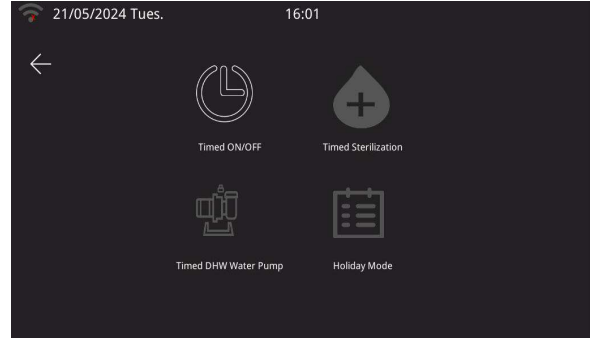 21/05/2024 Tues. 16:01
Timed ON/OFF Timed Sterilization
Timed DHW Water Pump Holiday Mode